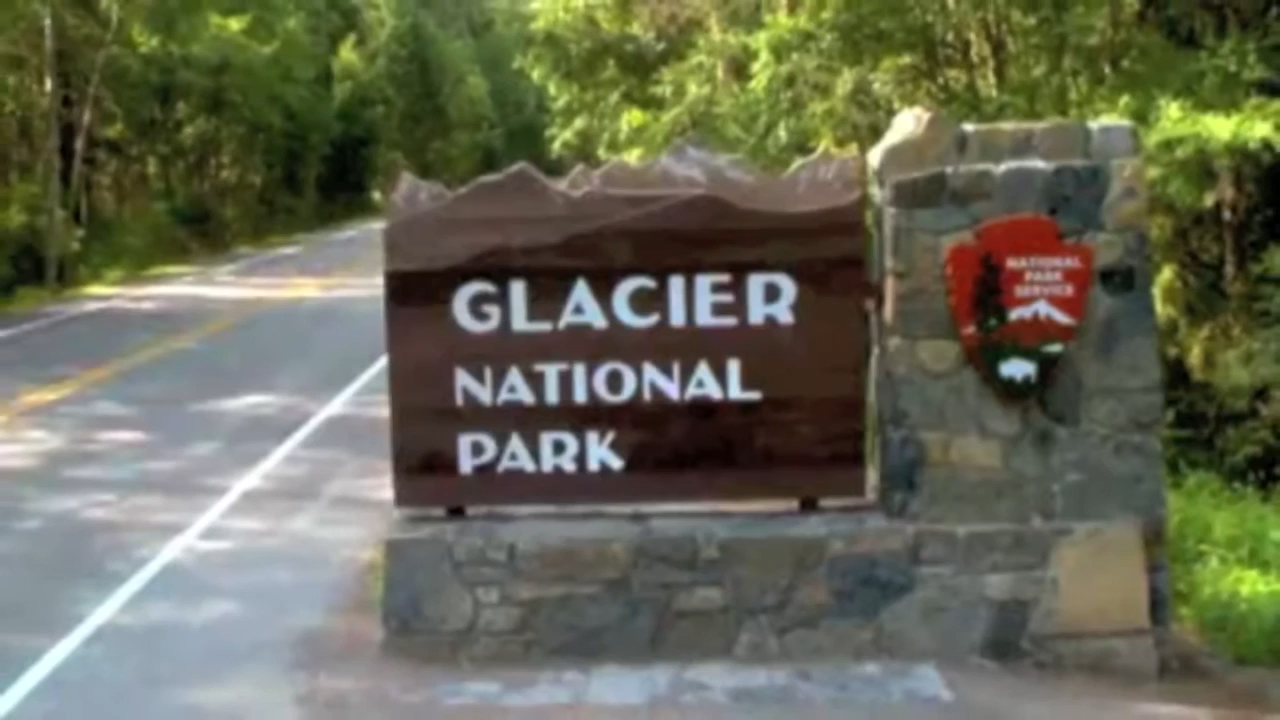 GLACIER
NATIONAL
PARK
NATIONAL
PARK
SERVICE